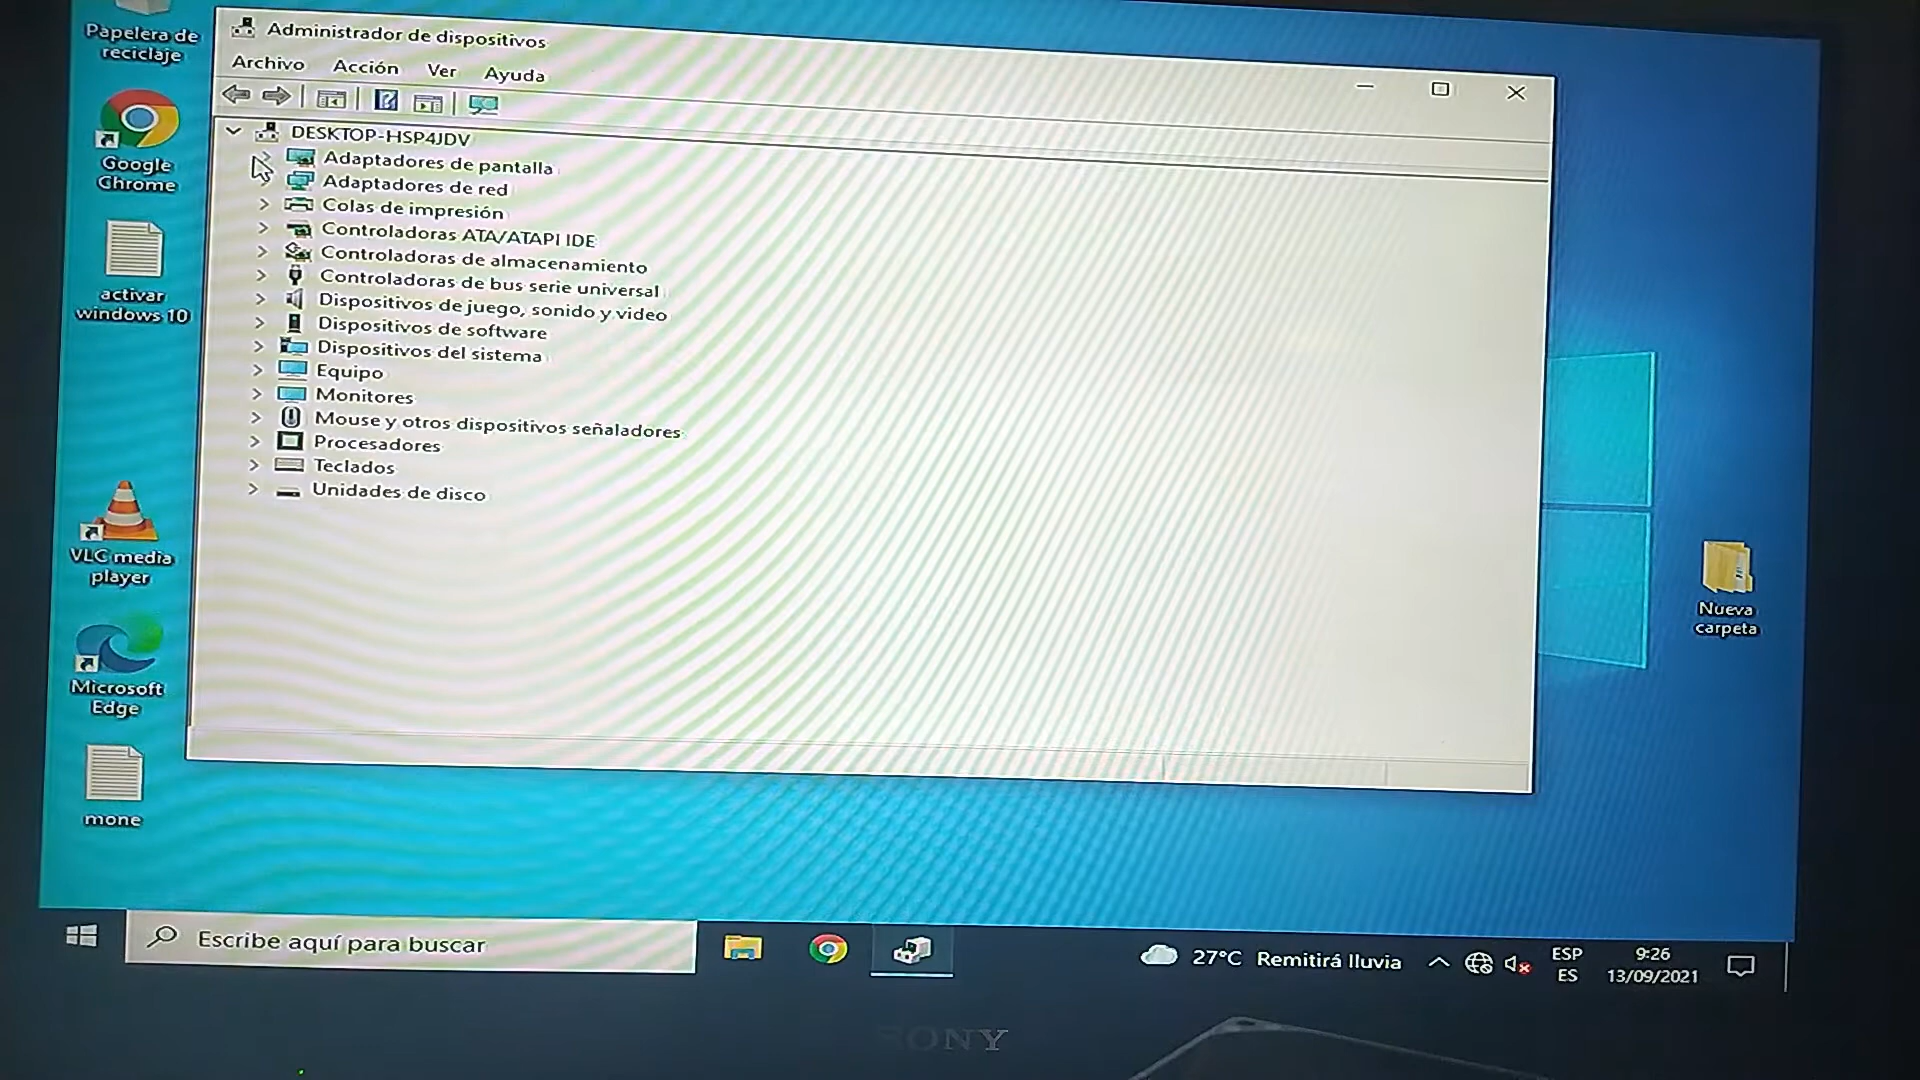 Papelera de
reciclaje
Administrador de dispositivos
Archivo Acción Ver Ayuda
DESKTOP-HSP4JDV
Adaptadores de pantalla
Adaptadores de red
Colas de impresión
Controladoras ATA/ATAPI IDE
Controladoras de almacenamiento
Controladoras de bus serie universal
Dispositivos de juego, sonido y video
Dispositivos de software
Dispositivos del sistema
Equipo
Monitores
Mouse y otros dispositivos señaladores
Procesadores
Teclados
Unidades de disco
Google
Chrome
activar
windows 10
VLC media
player
Microsoft
Edge
mone
Nueva
carpeta
Escribe aquí para buscar
27°C Remitirá lluvia
ESP
ES
9:26
13/09/2021
SONY